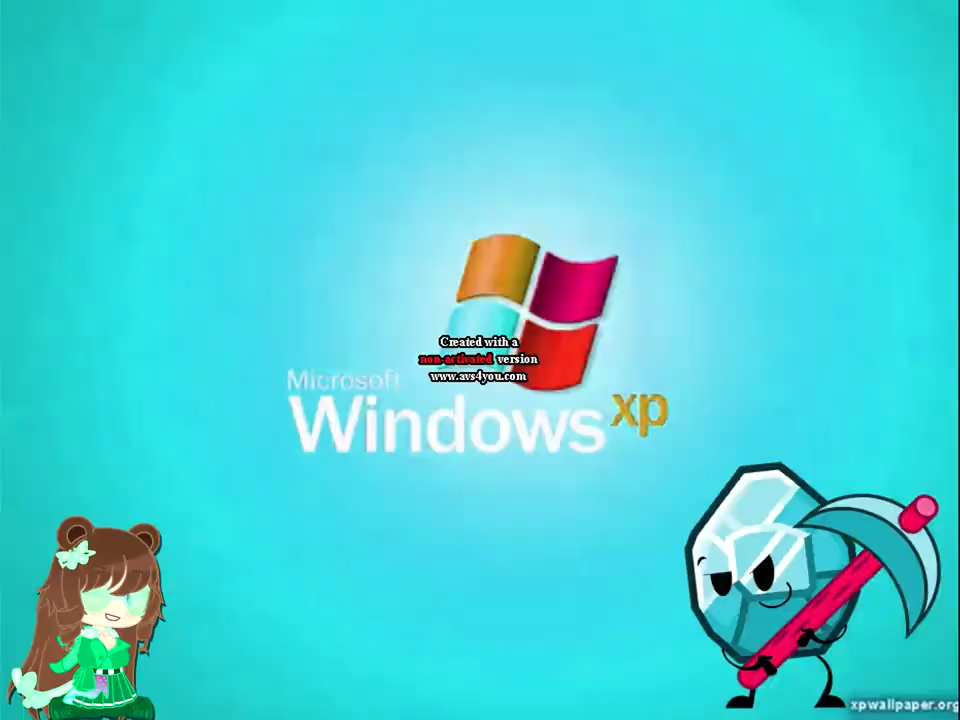 Created with a
non-activated version
www.avs4you.com
Microsoft
Windows xp
xpwallpaper.org